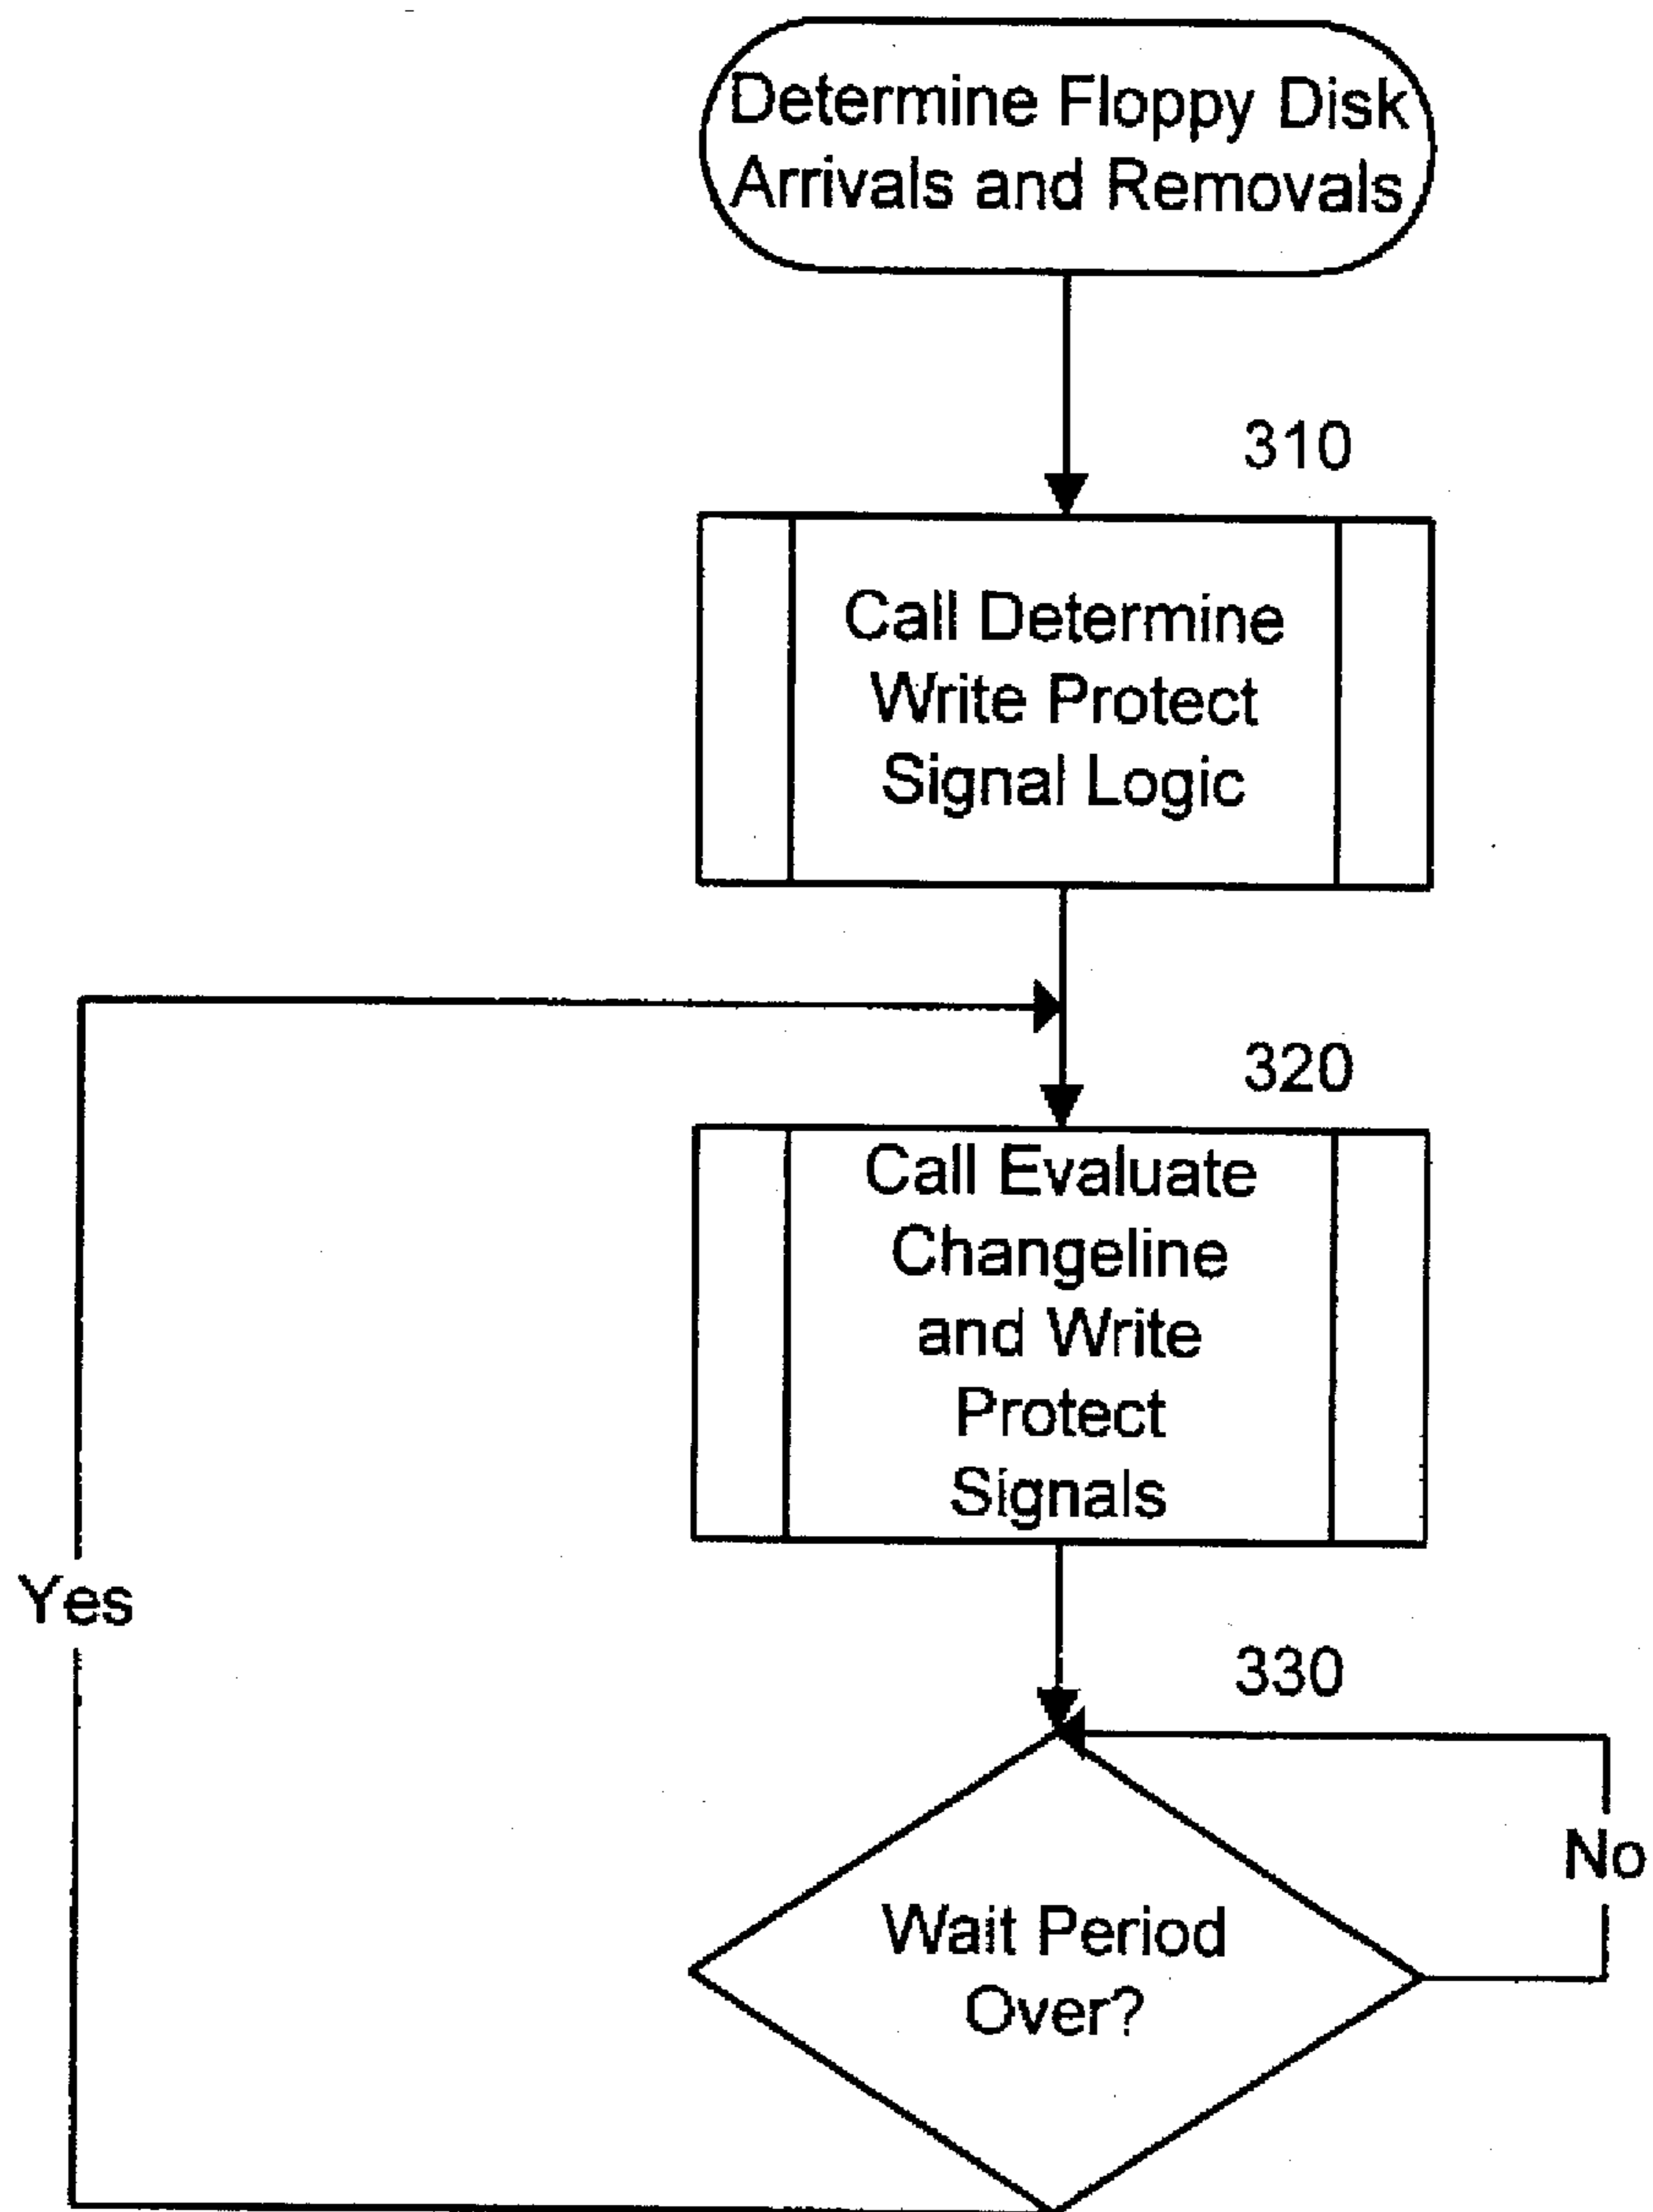 Determine Floppy Disk
Arrivals and Removals
310
Call Determine
Write Protect
Signal Logic
320
Call Evaluate
Changeline
and Write
Protect
Signals
Yes
330
No
Wait Period
Over?